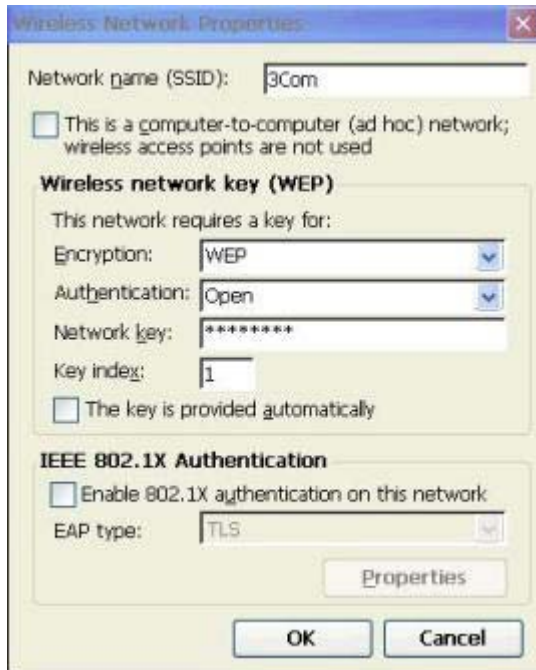 Wireless Network Properties
Network name (SSID): 3Com
This is a computer-to-computer (ad hoc) network;
wireless access points are not used
Wireless network key (WEP)
This network requires a key for:
Encryption: WEP
Authentication: Open
Network key: ********
Key index: 1
The key is provided automatically
IEEE 802.1X Authentication
Enable 802.1X authentication on this network
EAP type: TLS
Properties
OK Cancel